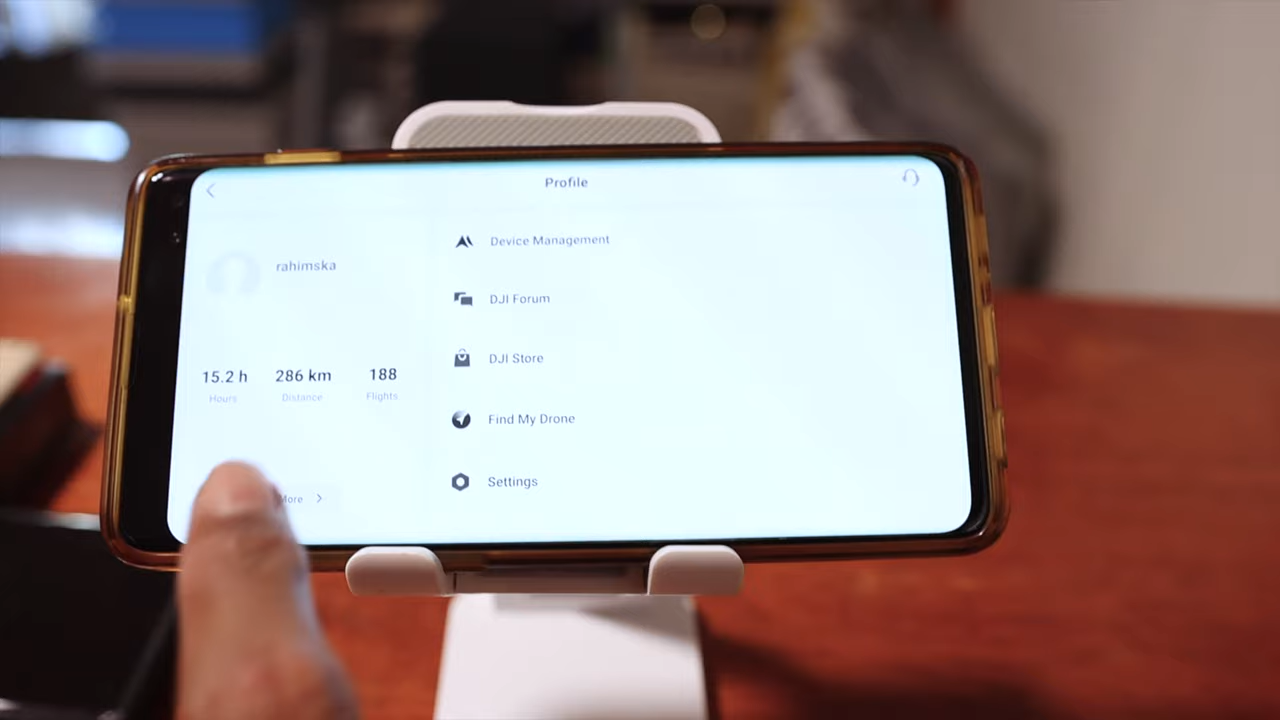 Profile
rahimska
15.2 h 286 km 188
Hours Distance Flights
More
Device Management
DJI Forum
DJI Store
Find My Drone
Settings